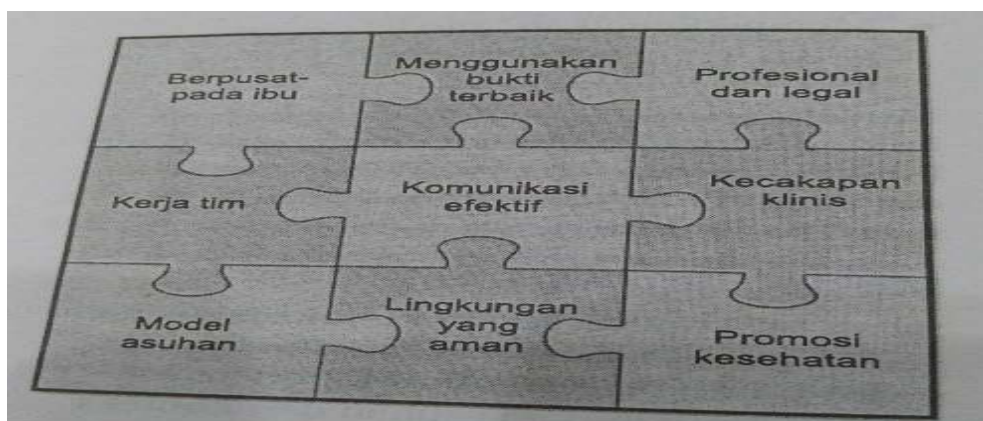 Berpusat-
pada ibu
Menggunakan
bukti
terbaik
Profesional
dan legal
Kerja tim
Komunikasi
efektif
Kecakapan
klinis
Model
asuhan
Lingkungan
yang
aman
Promosi
kesehatan